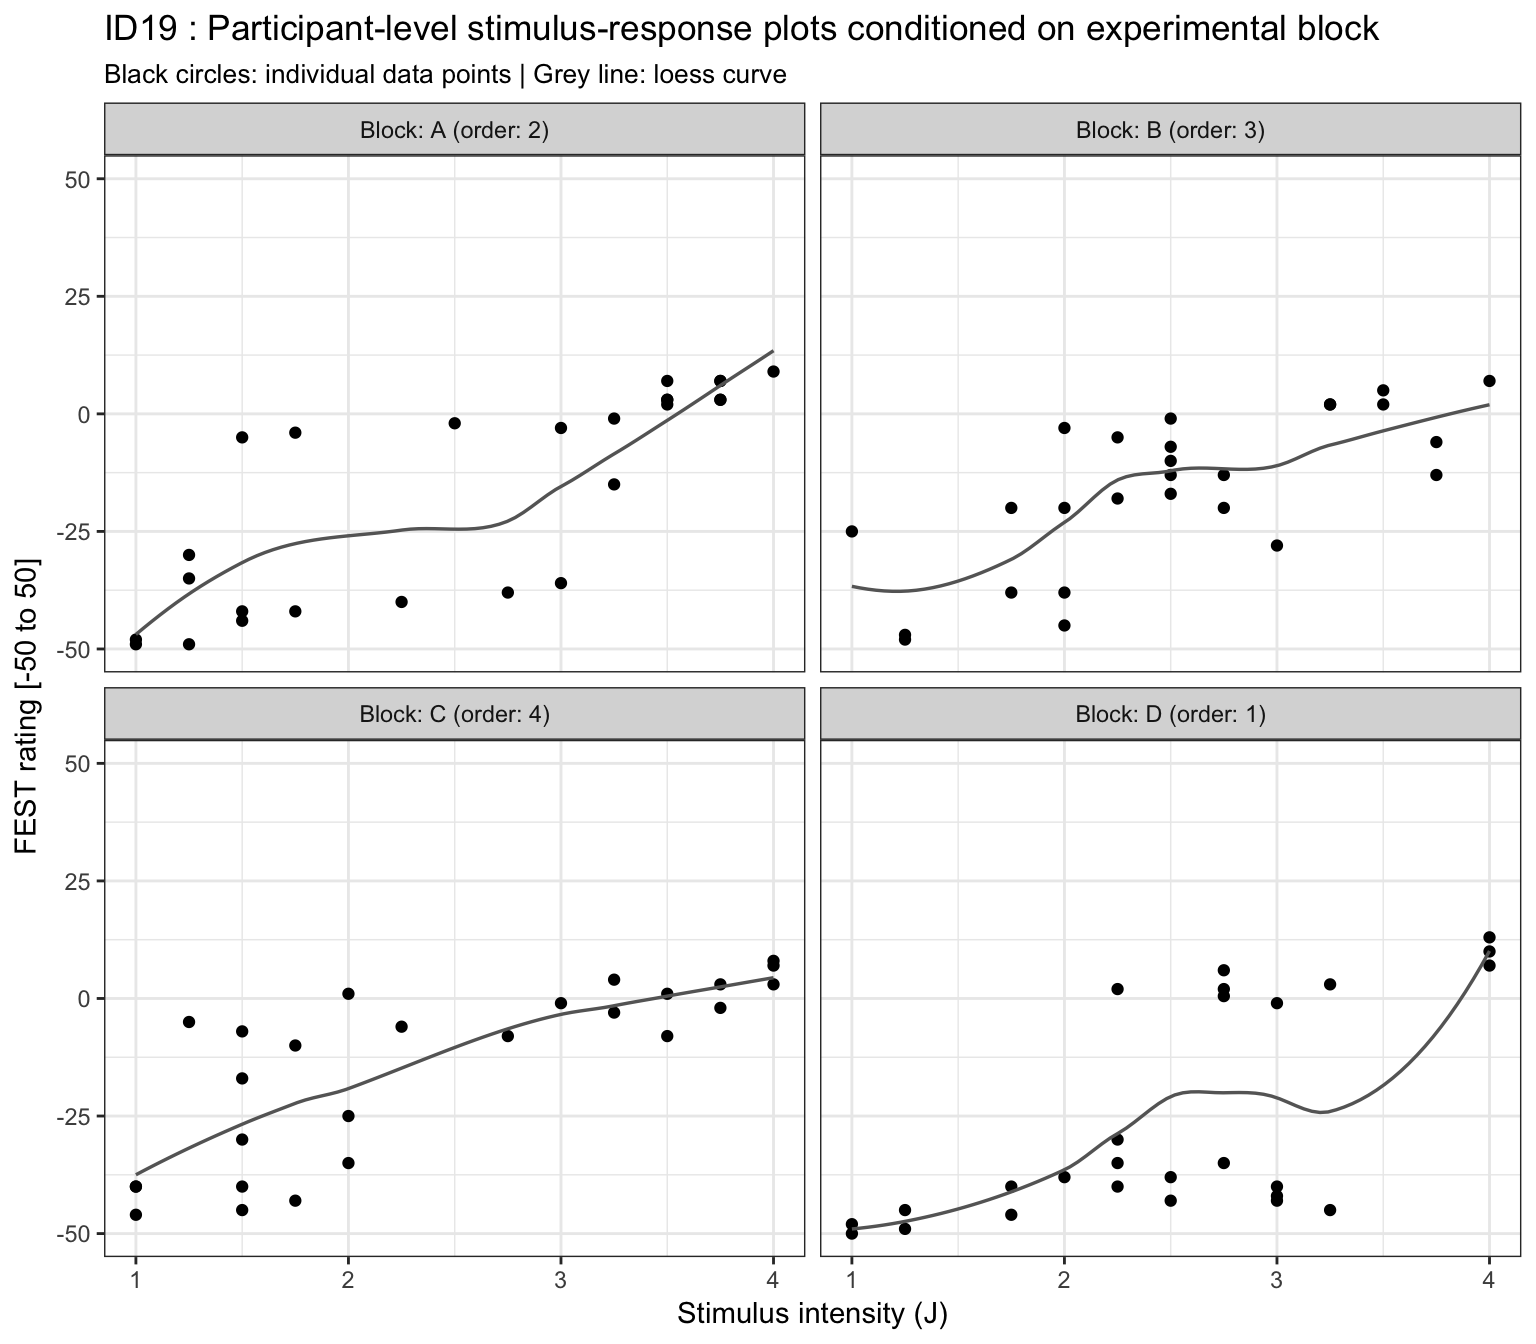 ID19 : Participant-level stimulus-response plots conditioned on experimental block
Black circles: individual data points | Grey line: loess curve
Block: A (order: 2)
Block: B (order: 3)
50
25
0
-25
-50
Block: C (order: 4)
Block: D (order: 1)
50
25
0
-25
-50
FEST rating [-50 to 50]
1 2 3 4
1 2 3 4
Stimulus intensity (J)